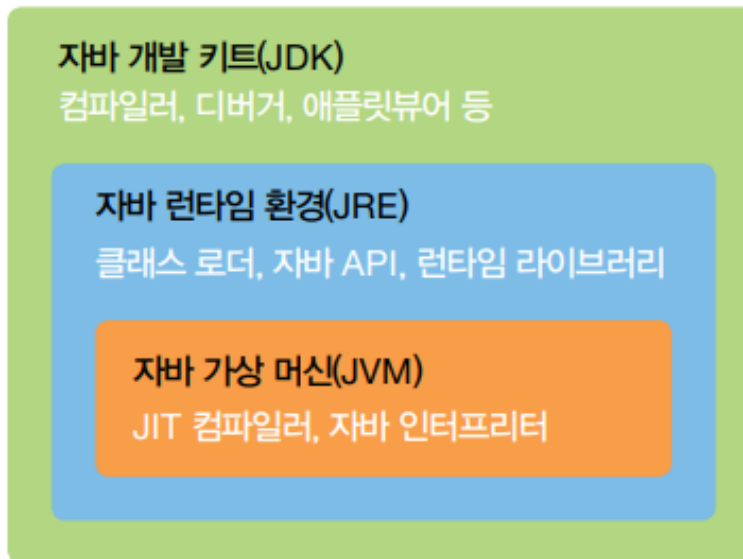 자바 개발 키트(JDK)
컴파일러, 디버거, 애플릿뷰어 등
자바 런타임 환경(JRE)
클래스 로더, 자바 API, 런타임 라이브러리
자바 가상 머신(JVM)
JIT 컴파일러, 자바 인터프리터